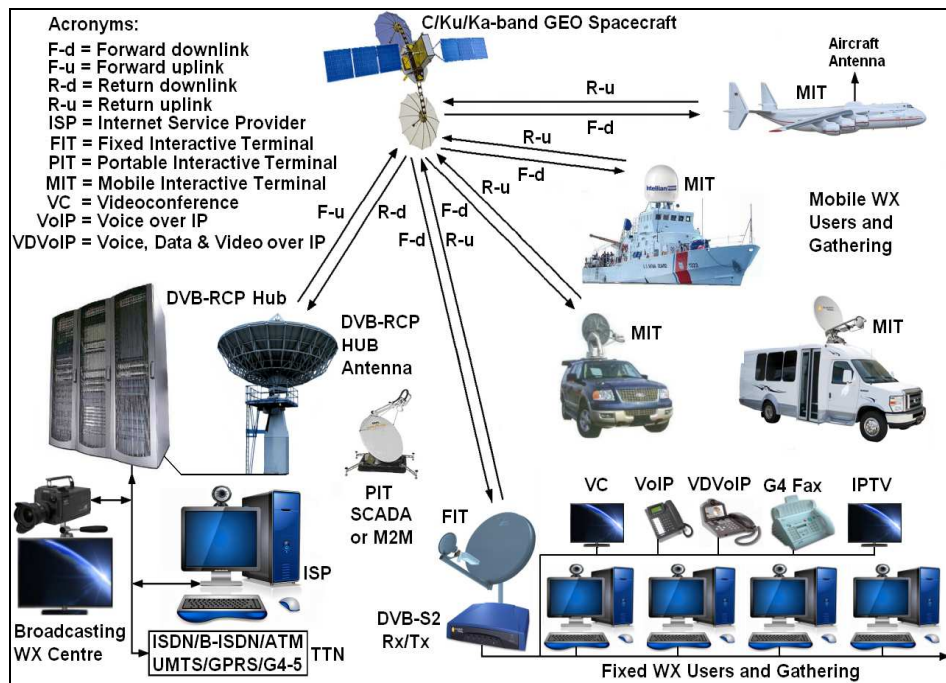 Acronyms:
F-d = Forward downlink
F-u = Forward uplink
R-d = Return downlink
R-u = Return uplink
ISP = Internet Service Provider
FIT = Fixed Interactive Terminal
PIT = Portable Interactive Terminal
MIT = Mobile Interactive Terminal
VC = Videoconference
VoIP = Voice over IP
VDVoIP = Voice, Data & Video over IP
C/Ku/Ka-band GEO Spacecraft
Aircraft
Antenna
MIT
R-u
F-d
R-u
F-d
intellian
MIT
Mobile WX
Users and
Gathering
F-u
R-d
F-d
R-u
F-d
R-u
DVB-RCP Hub
DVB-RCP
HUB
Antenna
MIT
MIT
PIT
SCADA
or M2M
FIT
DVB-S2
Rx/Tx
VC
VoIP
VDVoIP
G4 Fax
IPTV
Fixed WX Users and Gathering
ISP
Broadcasting
WX Centre
ISDN/B-ISDN/ATM
UMTS/GPRS/G4-5
TTN